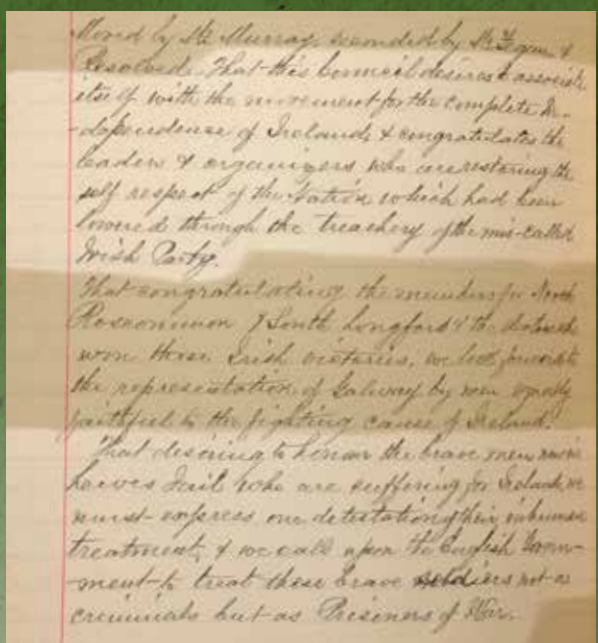 Moved by Mr Murray, seconded by Mr &
Resolved. That this Council desires to associate
itself with the movement for the complete In-
-dependence of Ireland, & congratulates the
leaders & organizers who are restoring the
self respect of the Nation which had been
lowered through the treachery of the mis-called
Irish Party.
That congratulating the members for North
Roscommon & South Longford & the who
won those Irish victories, we look forward to
the representation of Galway by men equally
faithful to the fighting cause of Ireland.
That desiring to honour the brave men now in
Jail who are suffering for Ireland, we
must express our detestation of their inhuman
treatment, & we call upon the English Govern-
-ment to treat these brave soldiers not as
criminals but as Prisoners of War.